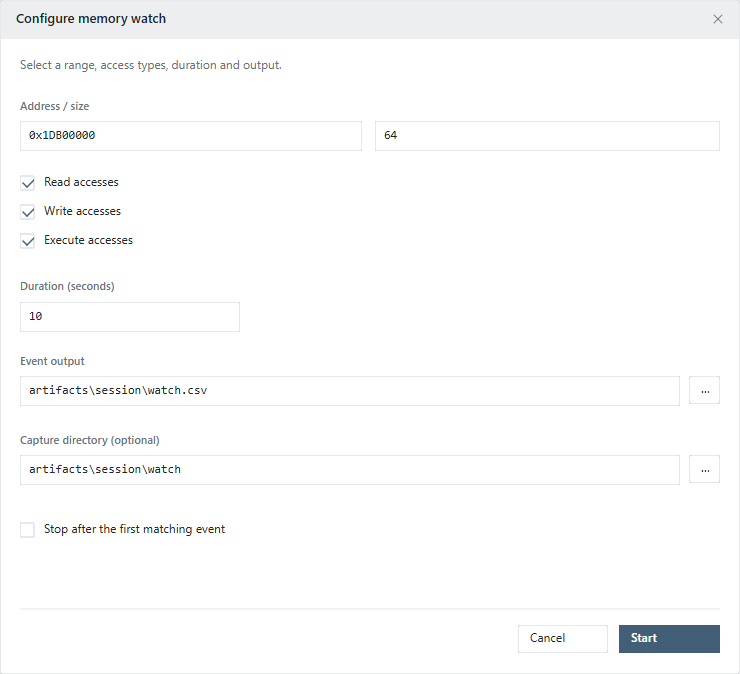 Configure memory watch
Select a range, access types, duration and output.
Address / size
0x1DB00000
64
Read accesses
Write accesses
Execute accesses
Duration (seconds)
10
Event output
artifacts\session\watch.csv
...
Capture directory (optional)
artifacts\session\watch
...
Stop after the first matching event
Cancel
Start